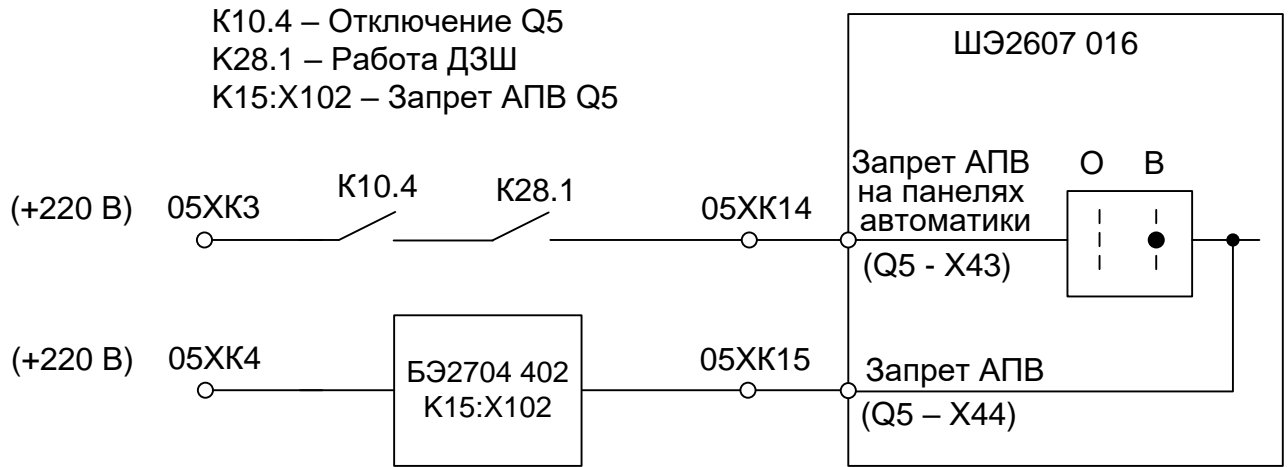 К10.4 – Отключение Q5
К28.1 – Работа ДЗШ
К15:Х102 – Запрет АПВ Q5
ШЭ2607 016
(+220 В) 05ХК3 К10.4 К28.1 05ХК14
Запрет АПВ
на панелях
автоматики
(Q5 - Х43)
О В
(+220 В) 05ХК4
БЭ2704 402
К15:Х102
05ХК15
Запрет АПВ
(Q5 – Х44)